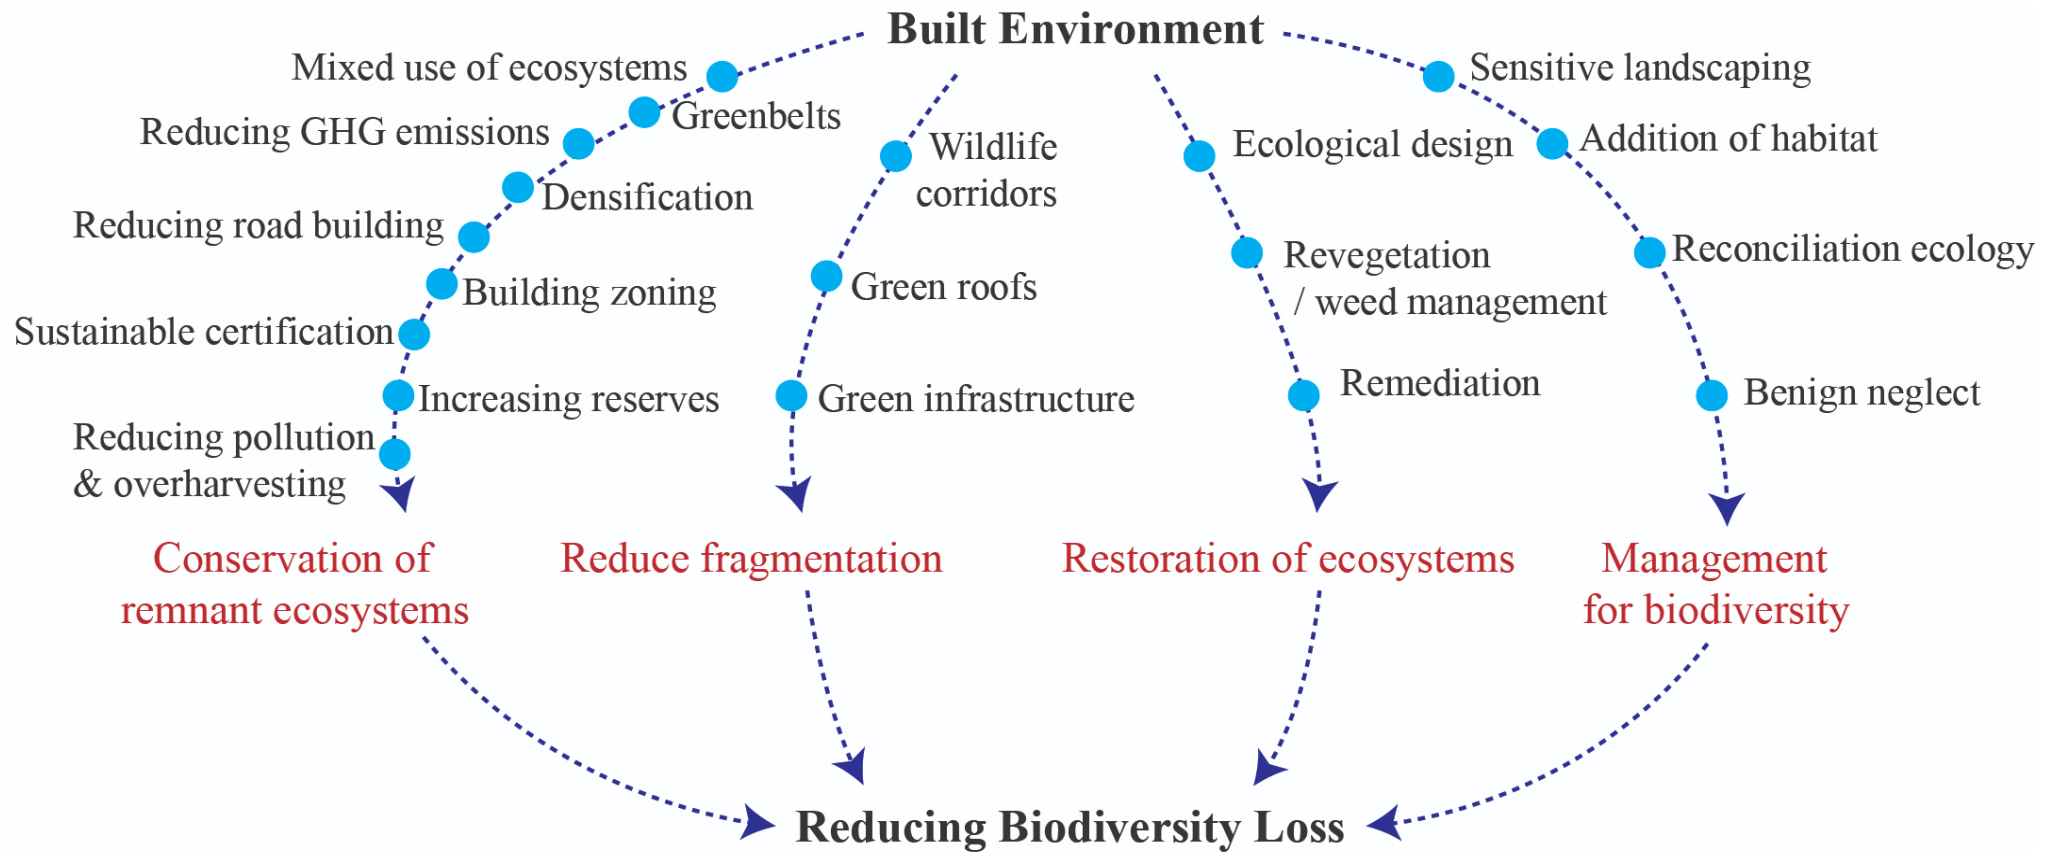 Built Environment
Mixed use of ecosystems
Greenbelts
Reducing GHG emissions
Densification
Reducing road building
Building zoning
Sustainable certification
Increasing reserves
Reducing pollution
& overharvesting
Wildlife
corridors
Green roofs
Green infrastructure
Ecological design
Revegetation
/ weed management
Remediation
Sensitive landscaping
Addition of habitat
Reconciliation ecology
Benign neglect
Conservation of
remnant ecosystems
Reduce fragmentation
Restoration of ecosystems
Management
for biodiversity
Reducing Biodiversity Loss